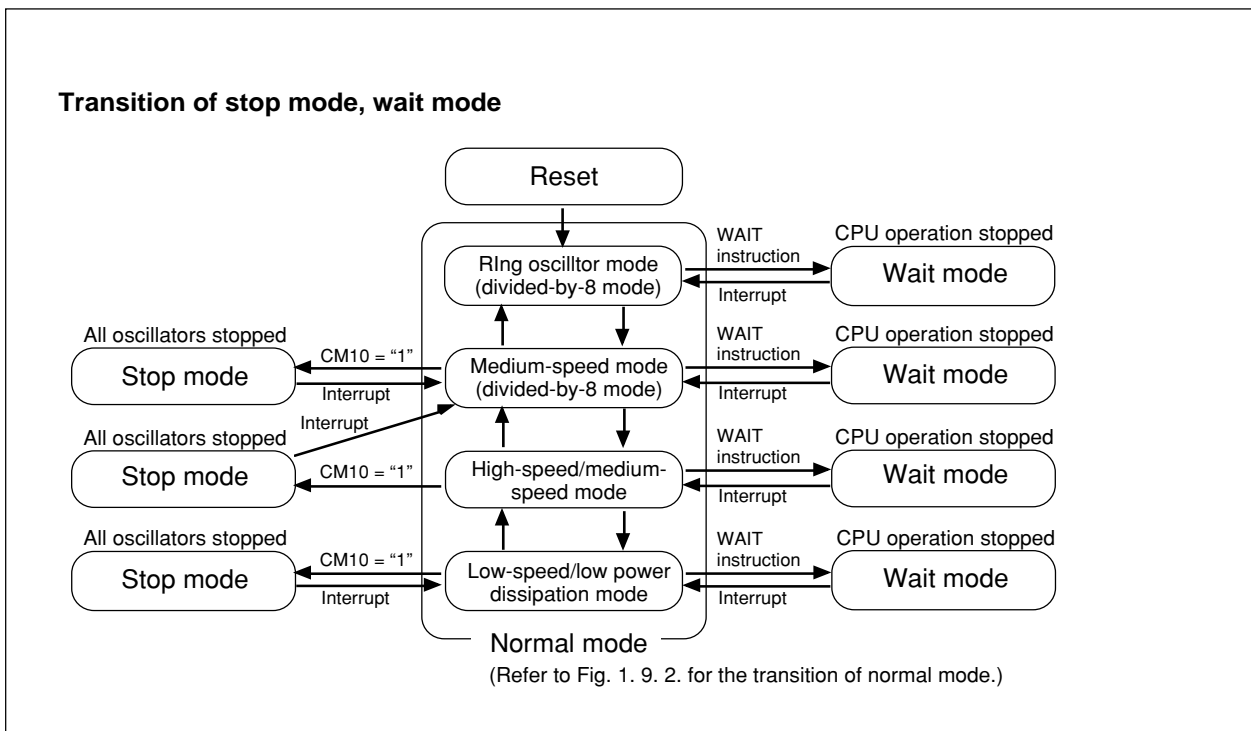 Transition of stop mode, wait mode
Reset
RIng oscilltor mode
(divided-by-8 mode)
WAIT
instruction
Interrupt
CPU operation stopped
Wait mode
All oscillators stopped
Stop mode
CM10 = “1”
Interrupt
Medium-speed mode
(divided-by-8 mode)
WAIT
instruction
Interrupt
CPU operation stopped
Wait mode
Interrupt
All oscillators stopped
Stop mode
CM10 = “1”
High-speed/medium-
speed mode
WAIT
instruction
Interrupt
CPU operation stopped
Wait mode
All oscillators stopped
Stop mode
CM10 = “1”
Interrupt
Low-speed/low power
dissipation mode
WAIT
instruction
Interrupt
CPU operation stopped
Wait mode
Normal mode
(Refer to Fig. 1. 9. 2. for the transition of normal mode.)